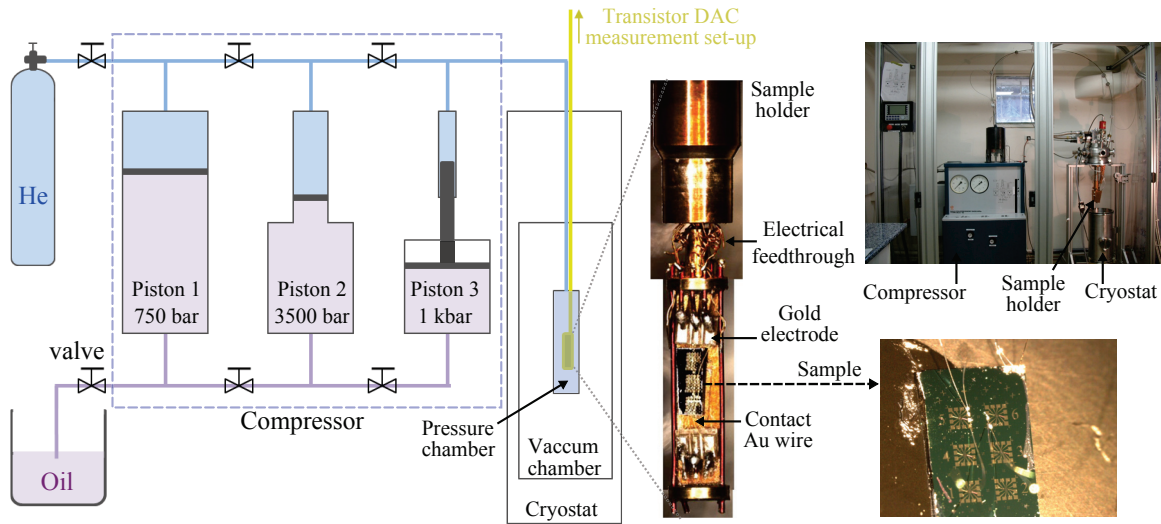 Transistor DAC
measurement set-up
He
Piston 1
750 bar
Piston 2
3500 bar
Piston 3
1 kbar
valve
Oil
Compressor
Pressure
chamber
Vaccum
chamber
Cryostat
Sample
holder
Electrical
feedthrough
Gold
electrode
Sample
Contact
Au wire
Compressor
Sample
holder
Cryostat